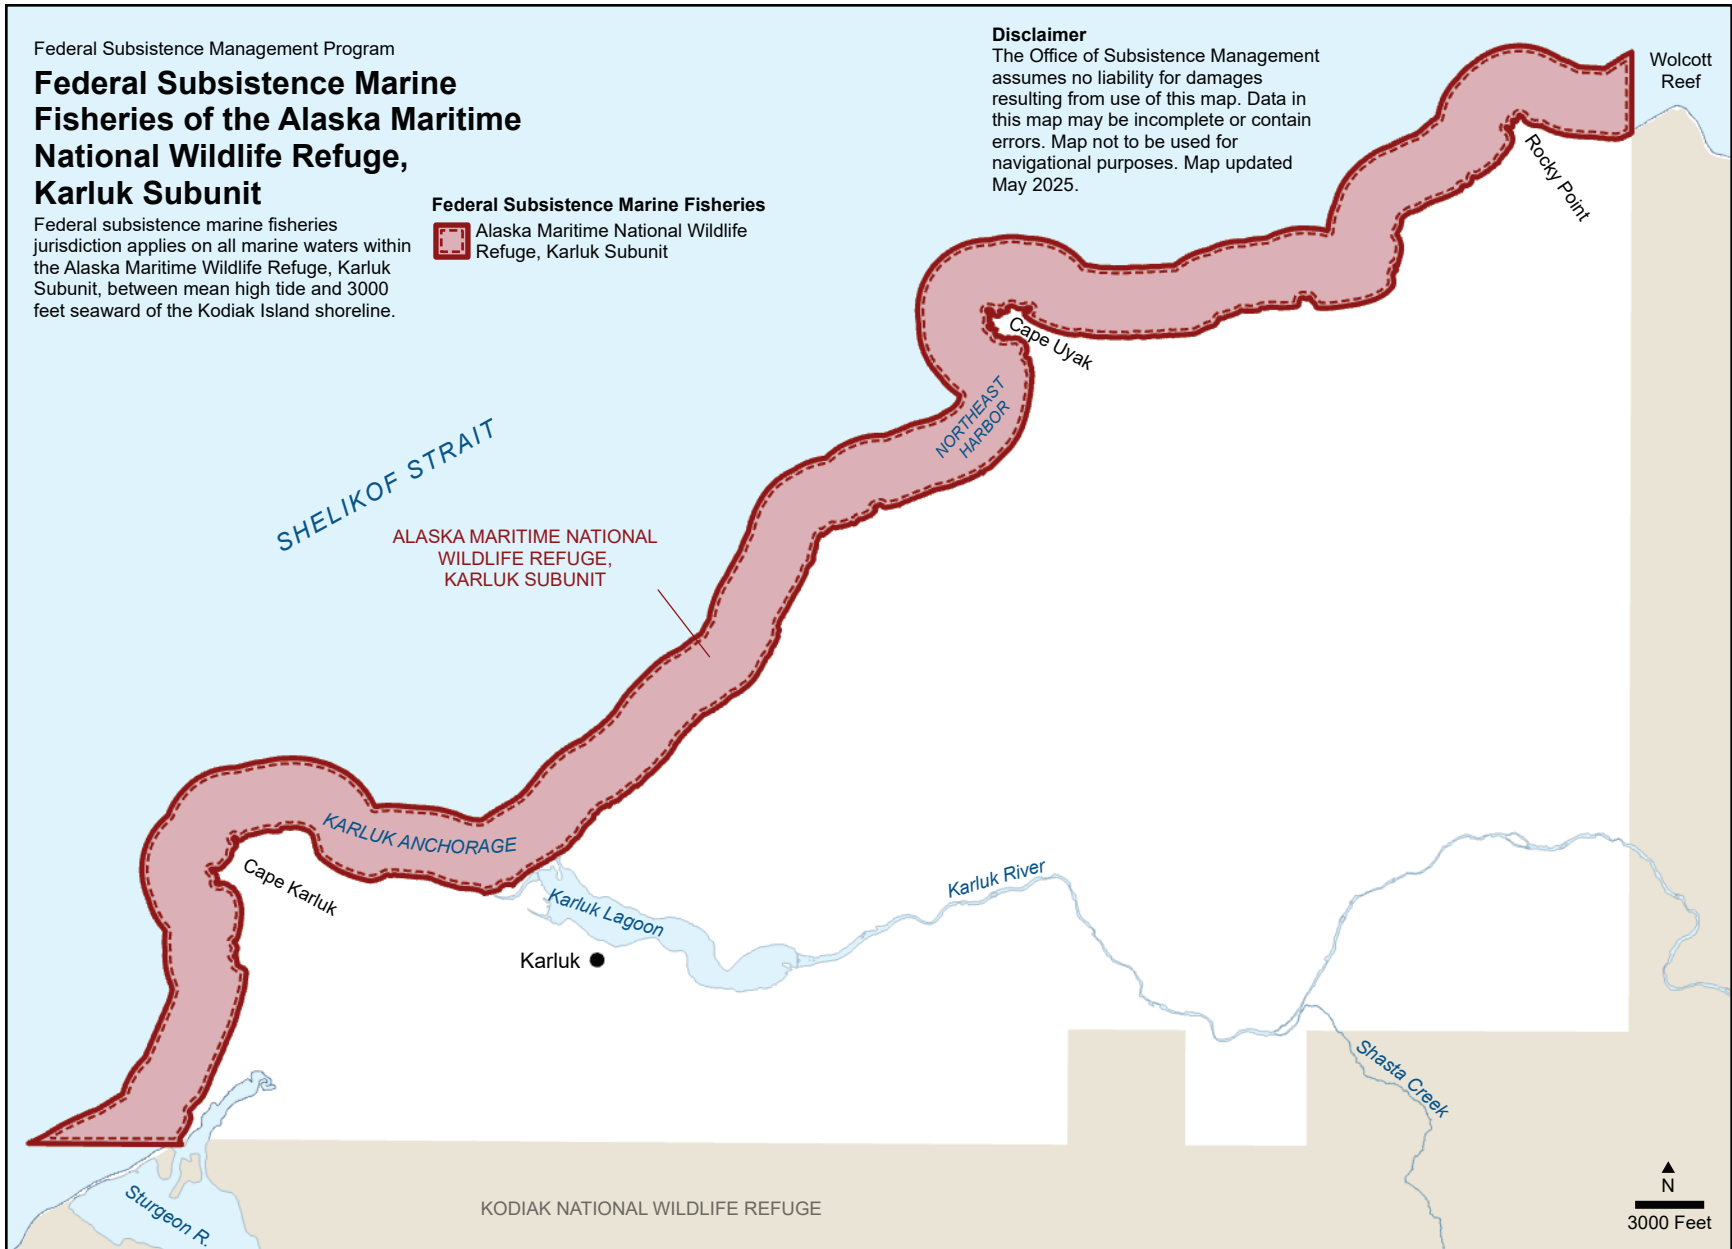 Federal Subsistence Management Program
Federal Subsistence Marine
Fisheries of the Alaska Maritime
National Wildlife Refuge,
Karluk Subunit
Federal subsistence marine fisheries
jurisdiction applies on all marine waters within
the Alaska Maritime Wildlife Refuge, Karluk
Subunit, between mean high tide and 3000
feet seaward of the Kodiak Island shoreline.
Federal Subsistence Marine Fisheries
Alaska Maritime National Wildlife
Refuge, Karluk Subunit
Disclaimer
The Office of Subsistence Management
assumes no liability for damages
resulting from use of this map. Data in
this map may be incomplete or contain
errors. Map not to be used for
navigational purposes. Map updated
May 2025.
Wolcott
Reef
Rocky Point
Cape Uyak
NORTHEAST
HARBOR
SHELIKOF STRAIT
ALASKA MARITIME NATIONAL
WILDLIFE REFUGE,
KARLUK SUBUNIT
KARLUK ANCHORAGE
Cape Karluk
Karluk Lagoon
Karluk River
Karluk
Shasta Creek
Sturgeon R.
KODIAK NATIONAL WILDLIFE REFUGE
N
3000 Feet